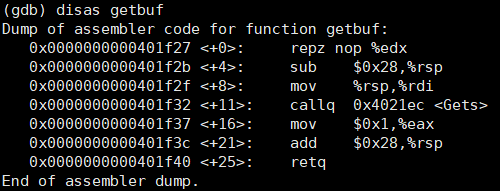 (gdb) disas getbuf
Dump of assembler code for function getbuf:
   0x0000000000401f27 <+0>:     repz nop %edx
   0x0000000000401f2b <+4>:     sub    $0x28,%rsp
   0x0000000000401f2f <+8>:     mov    %rsp,%rdi
   0x0000000000401f32 <+11>:    callq  0x4021ec <Gets>
   0x0000000000401f37 <+16>:    mov    $0x1,%eax
   0x0000000000401f3c <+21>:    add    $0x28,%rsp
   0x0000000000401f40 <+25>:    retq
End of assembler dump.